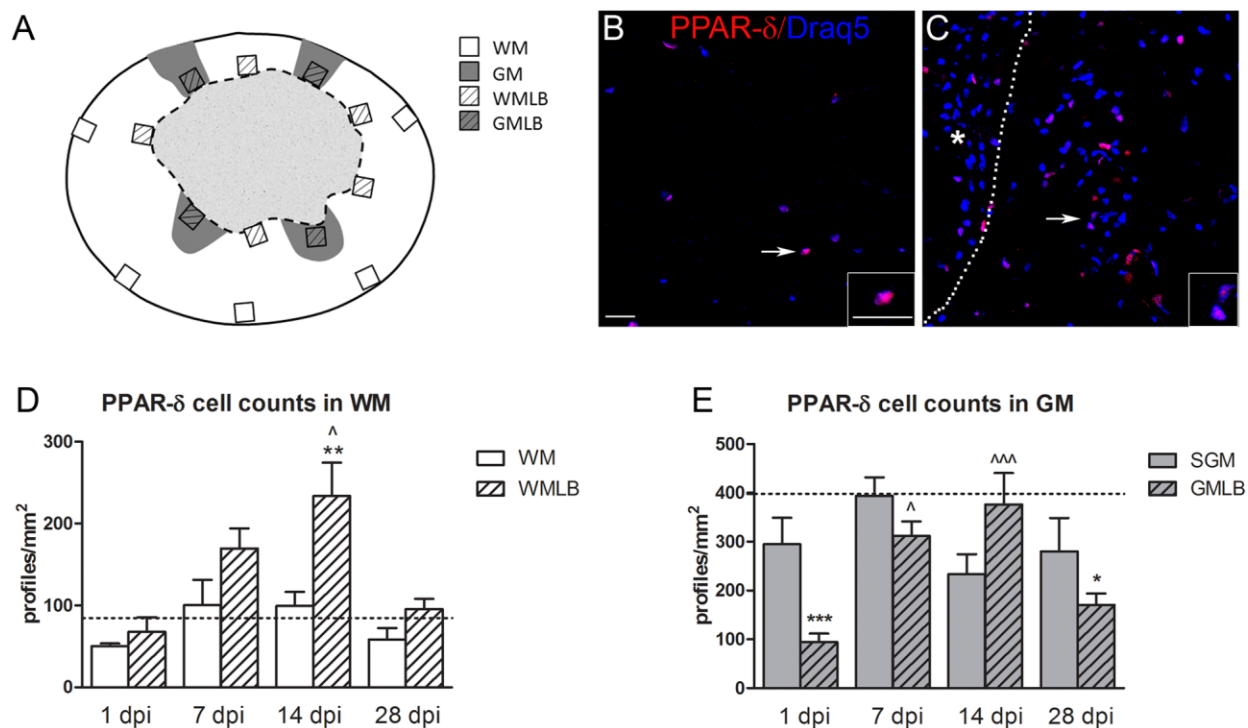 A
WM
GM
WMLB
GMLB
B
PPAR-δ/Draq5
C
*
D
PPAR-δ cell counts in WM
profiles/mm²
300
200
100
0
^
**
1 dpi 7 dpi 14 dpi 28 dpi
WM
WMLB
E
PPAR-δ cell counts in GM
profiles/mm²
500
400
300
200
100
0
***
^
^^^
*
1 dpi 7 dpi 14 dpi 28 dpi
SGM
GMLB